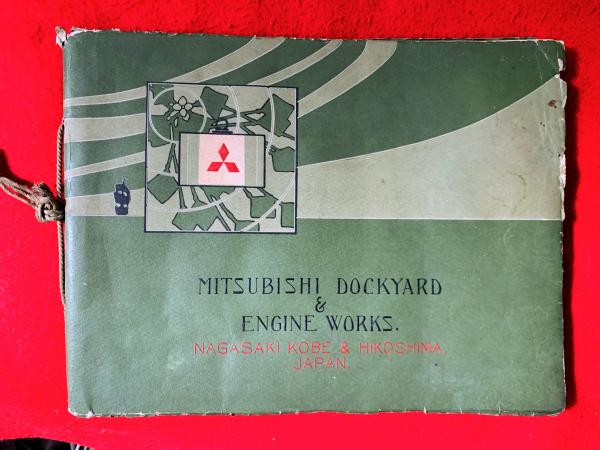 MITSUBISHI DOCKYARD
&
ENGINE WORKS.
NAGASAKI KOBE & HIKOSHIMA,
JAPAN.